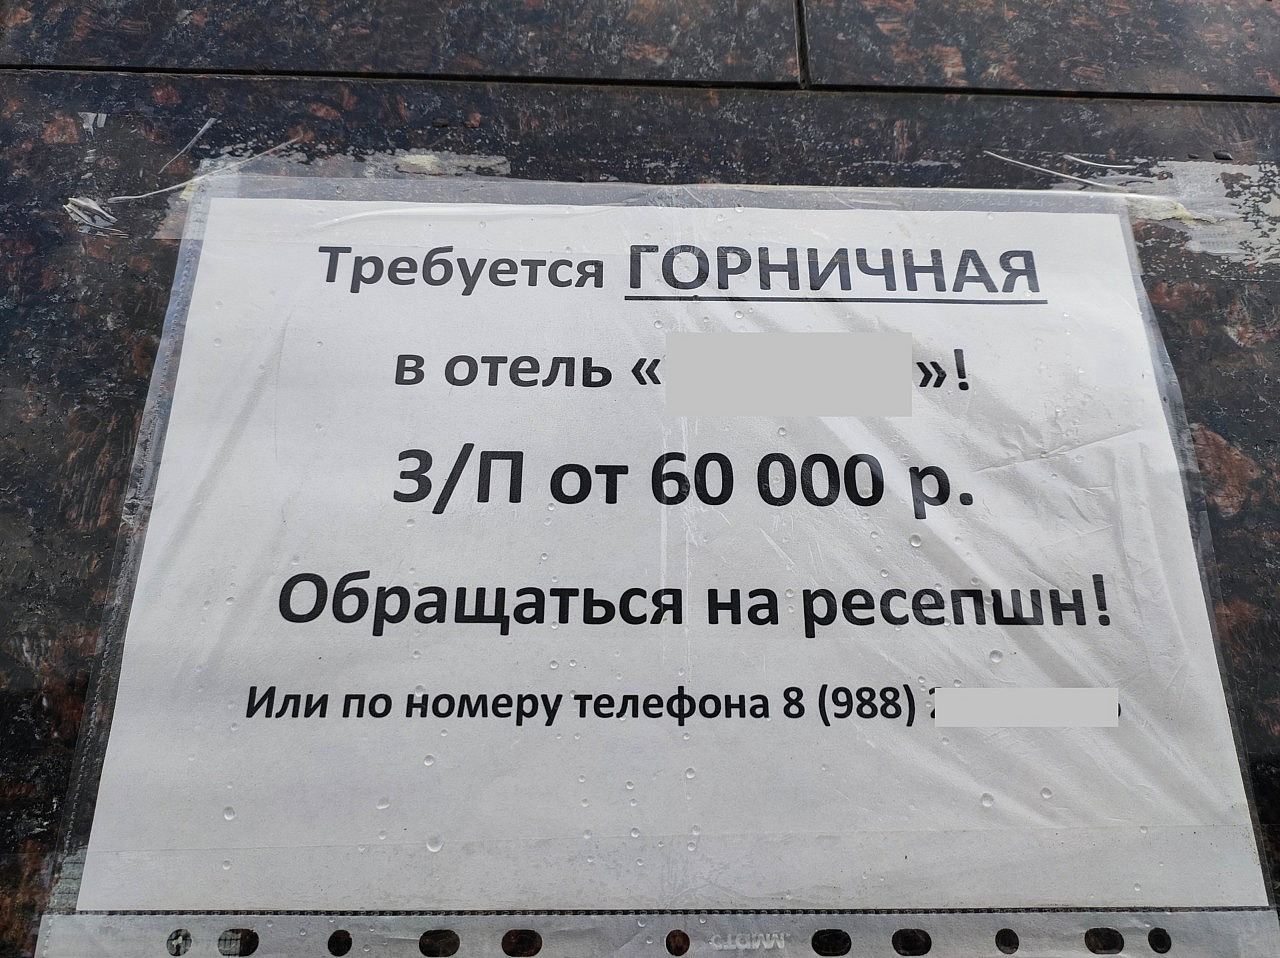 Требуется ГОРНИЧНАЯ
в отель « »!
З/П от 60 000 р.
Обращаться на ресепшн!
Или по номеру телефона 8 (988)